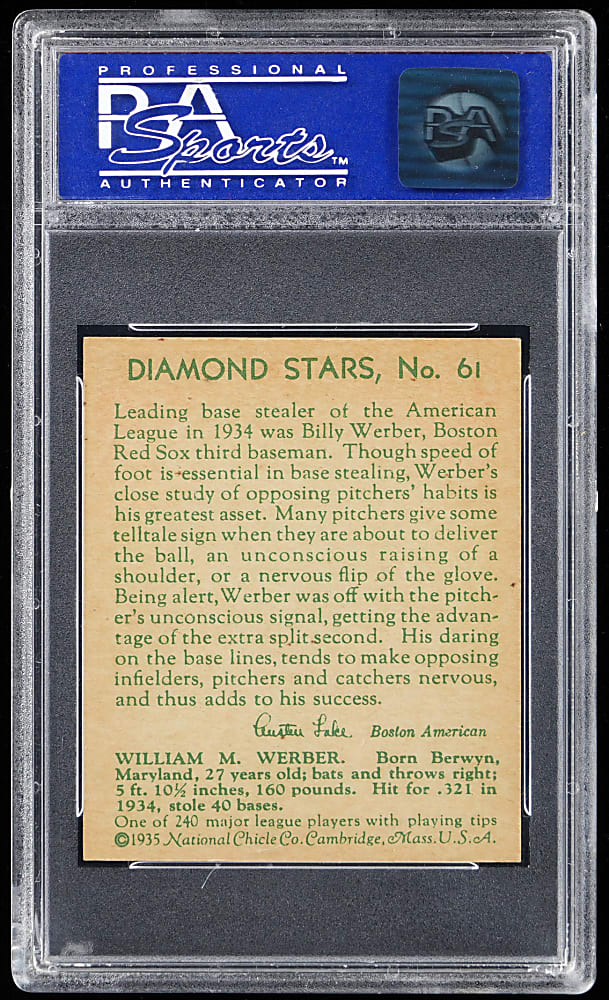 PROFESSIONAL
PSA
Sports™
AUTHENTICATOR
PSA
DIAMOND STARS, No. 61
Leading base stealer of the American
League in 1934 was Billy Werber, Boston
Red Sox third baseman. Though speed of
foot is essential in base stealing, Werber's
close study of opposing pitchers' habits is
his greatest asset. Many pitchers give some
telltale sign when they are about to deliver
the ball, an unconscious raising of a
shoulder, or a nervous flip of the glove.
Being alert, Werber was off with the pitch-
er's unconscious signal, getting the advan-
tage of the extra split second. His daring
on the base lines, tends to make opposing
infielders, pitchers and catchers nervous,
and thus adds to his success.
Austen Lake Boston American
WILLIAM M. WERBER. Born Berwyn,
Maryland, 27 years old; bats and throws right;
5 ft. 10½ inches, 160 pounds. Hit for .321 in
1934, stole 40 bases.
One of 240 major league players with playing tips
©1935 National Chicle Co. Cambridge, Mass. U.S.A.